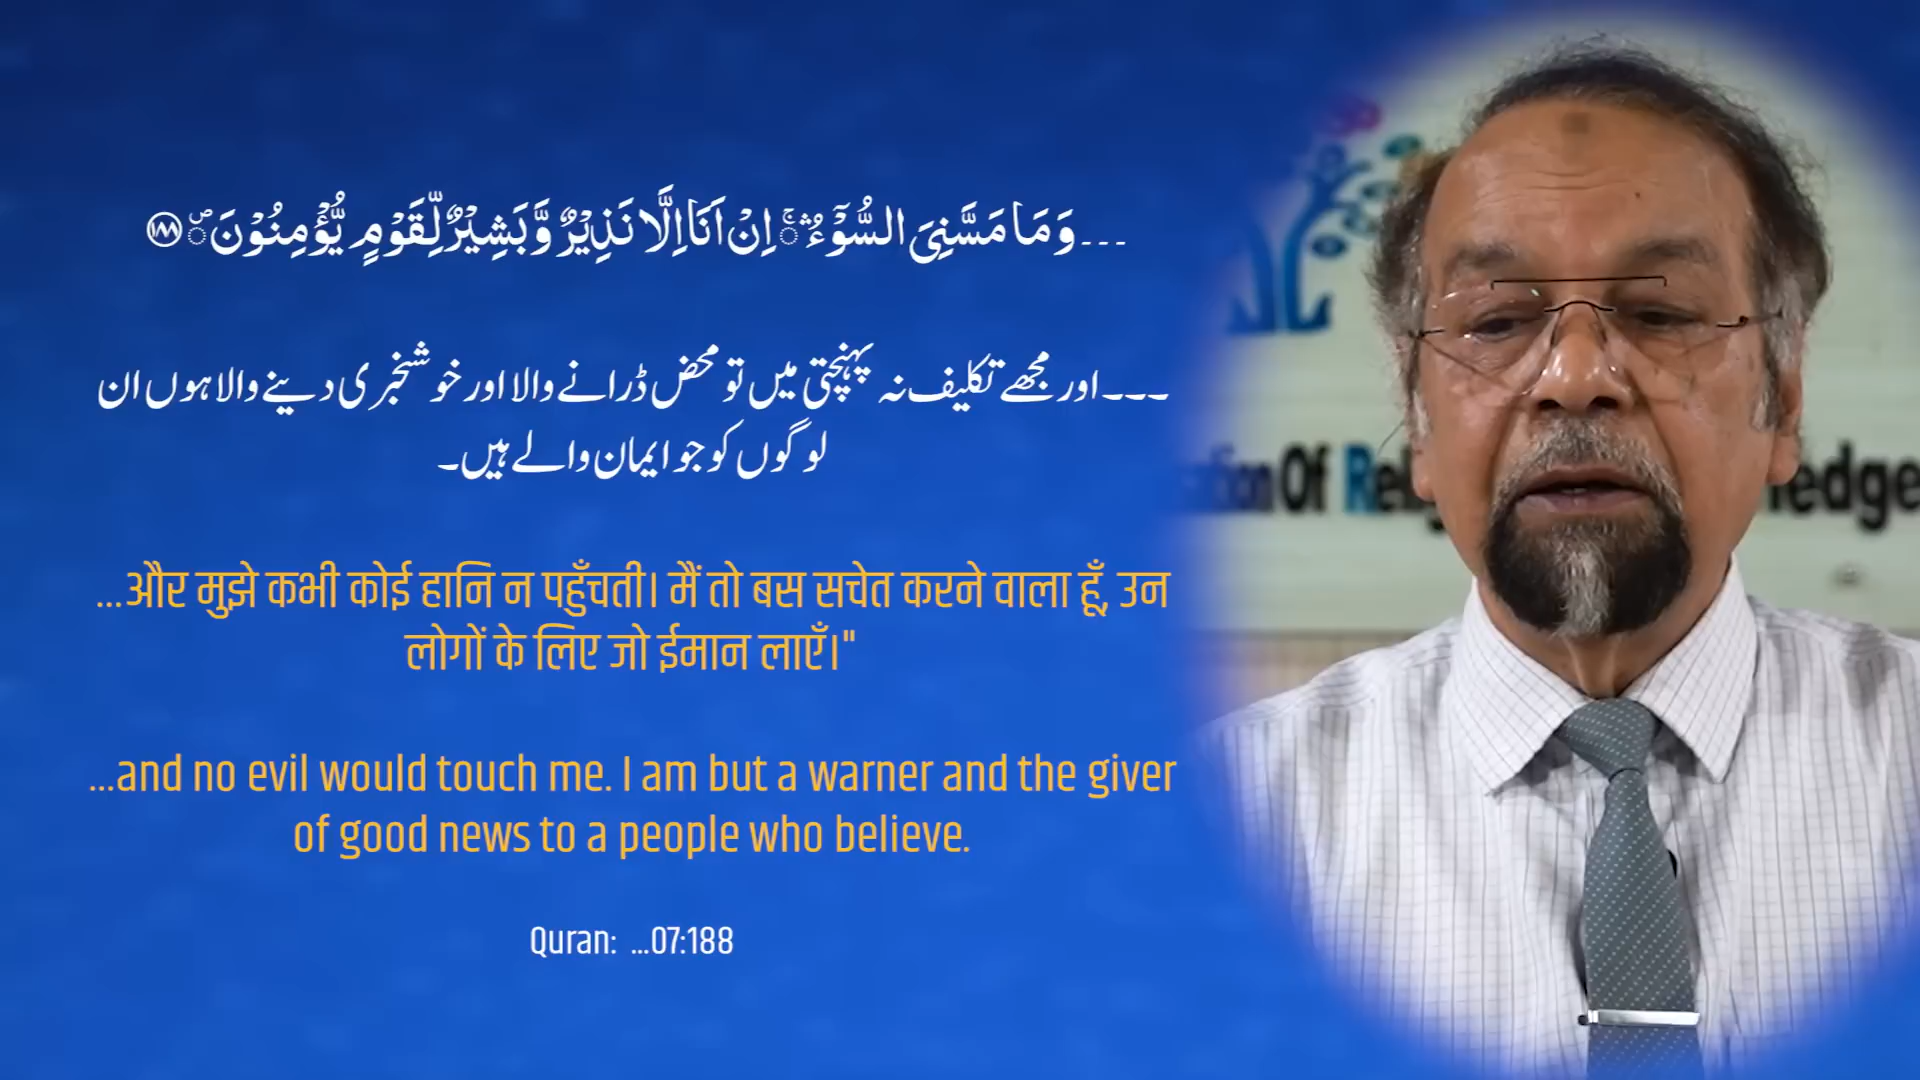 ...وَمَا مَسَّنِیَ السُّوْٓءُ ۛۚ اِنْ اَنَا اِلَّا نَذِیْرٌ وَّ بَشِیْرٌ لِّقَوْمٍ یُّؤْمِنُوْنَ ۠ ﴿۱۸۸﴾
۔۔۔اور مجھے تکلیف نہ پہنچتی میں تو محض ڈرانے والا اور خوشخبری دینے والا ہوں ان
لوگوں کو جو ایمان والے ہیں۔
...और मुझे कभी कोई हानि न पहुँचती। मैं तो बस सचेत करने वाला हूँ, उन
लोगों के लिए जो ईमान लाएँ।"
...and no evil would touch me. I am but a warner and the giver
of good news to a people who believe.
Quran: ...07:188
Of